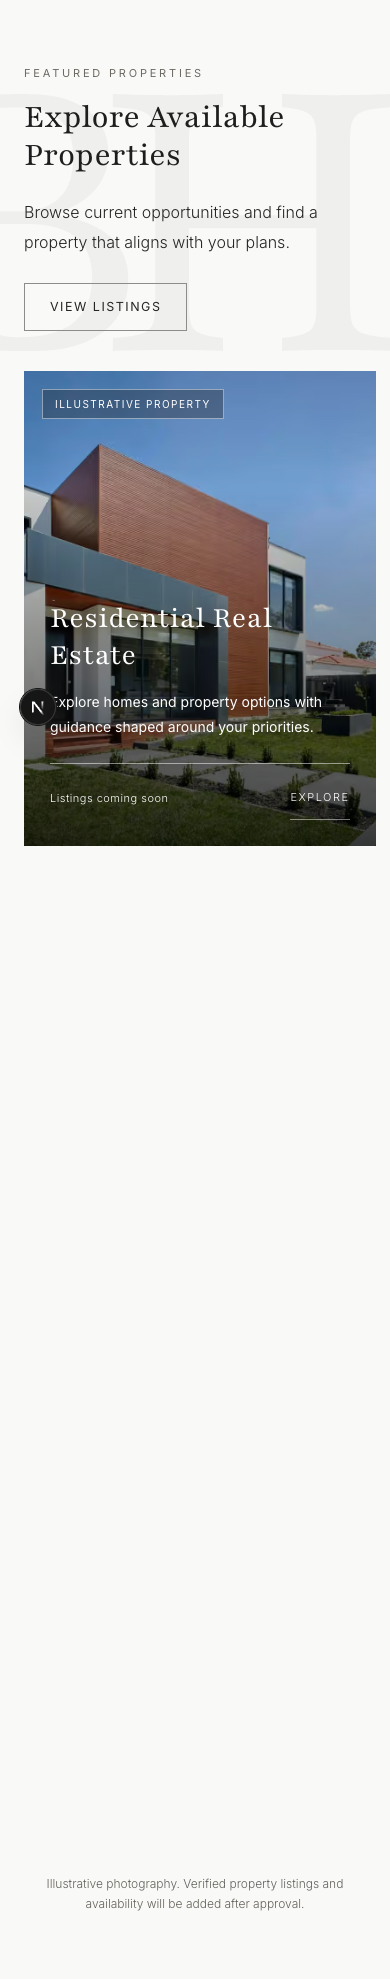 FEATURED PROPERTIES
Explore Available
Properties
Browse current opportunities and find a
property that aligns with your plans.
VIEW LISTINGS
ILLUSTRATIVE PROPERTY
Residential Real
Estate
Explore homes and property options with
guidance shaped around your priorities.
Listings coming soon
EXPLORE
N
Illustrative photography. Verified property listings and
availability will be added after approval.